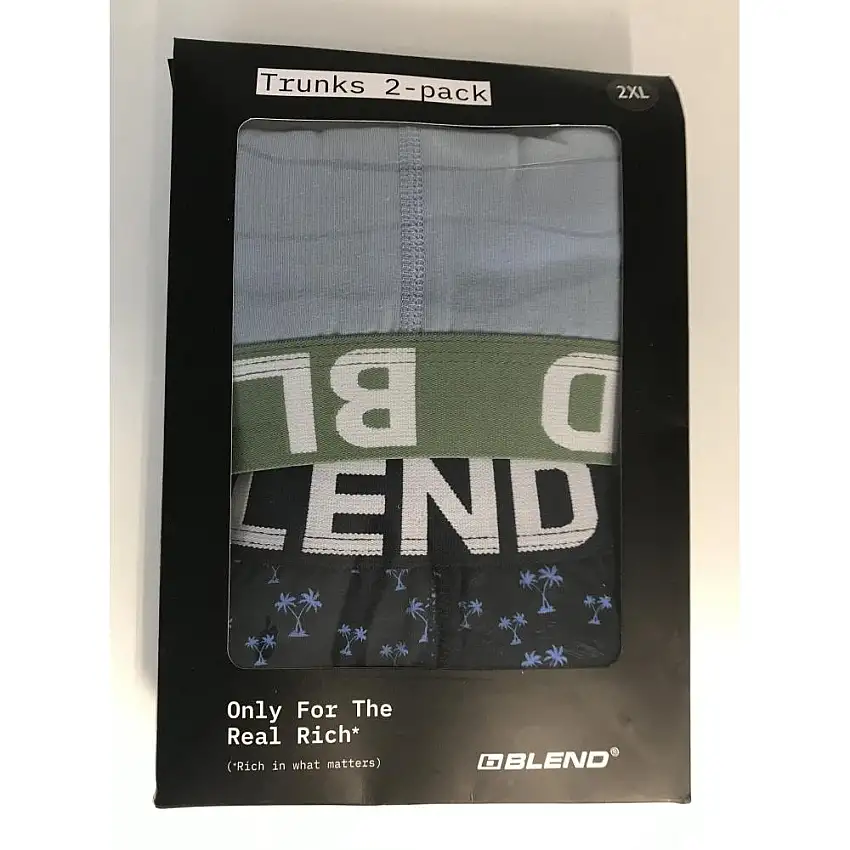 Trunks 2-pack
2XL
BL D
LEND
Only For The
Real Rich*
(*Rich in what matters)
BLEND®